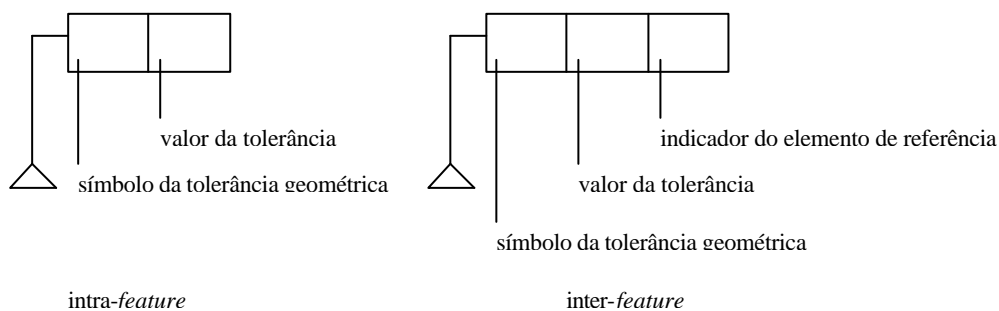 valor da tolerância
símbolo da tolerância geométrica
indicador do elemento de referência
valor da tolerância
símbolo da tolerância geométrica
intra-feature
inter-feature